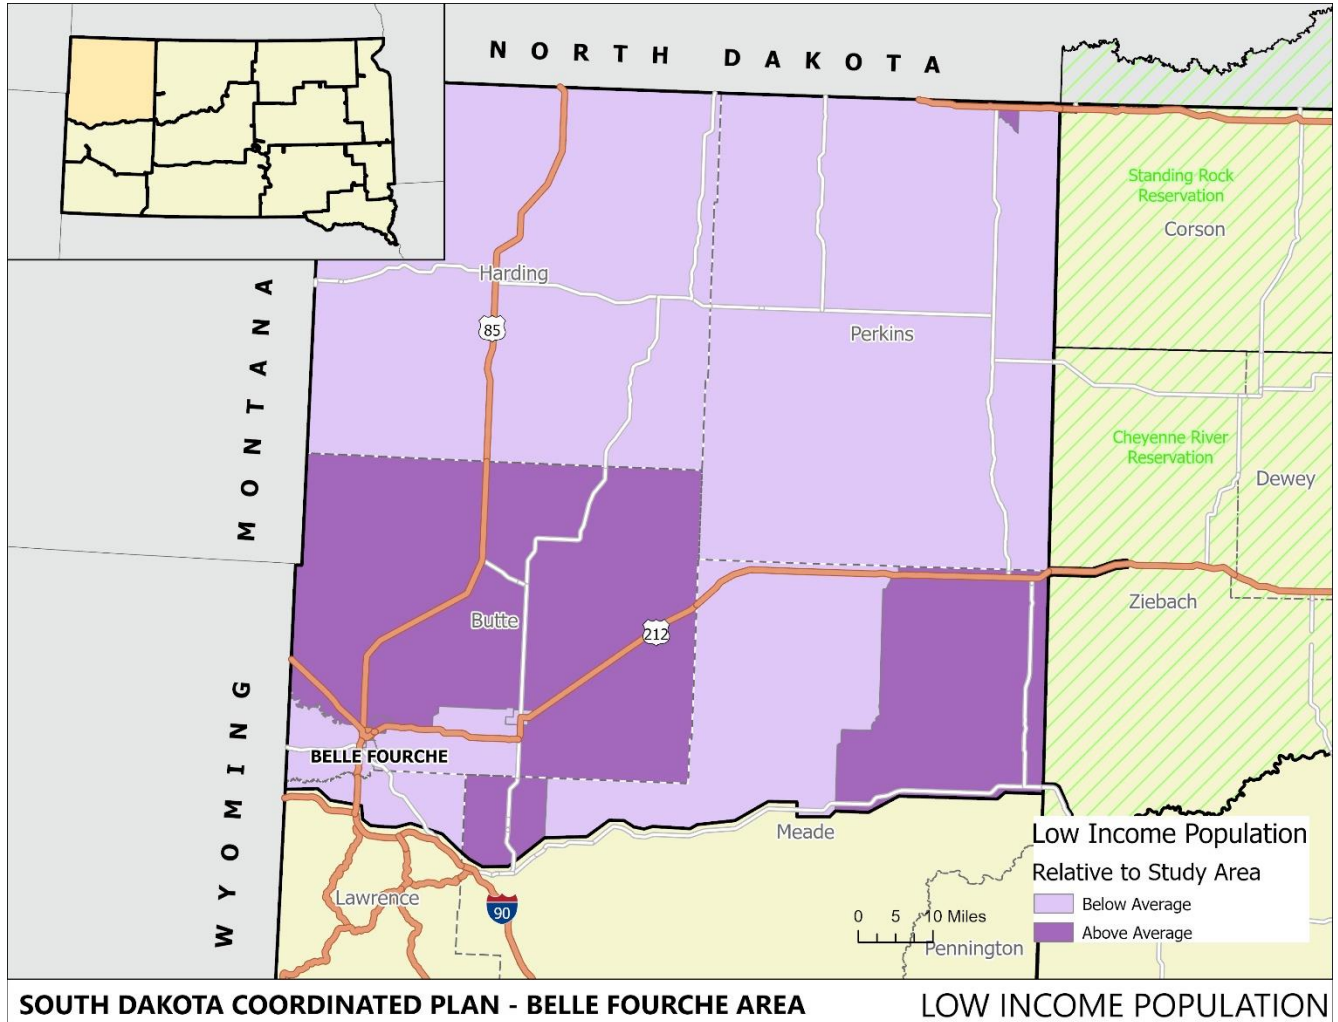 NORTH DAKOTA
Standing Rock
Reservation
Corson
MONTANA
Harding
85
Perkins
Cheyenne River
Reservation
Dewey
Ziebach
Butte
212
WYOMING
BELLE FOURCHE
Meade
Lawrence
90
0 5 10 Miles
Pennington
Low Income Population
Relative to Study Area
Below Average
Above Average
SOUTH DAKOTA COORDINATED PLAN - BELLE FOURCHE AREA
LOW INCOME POPULATION